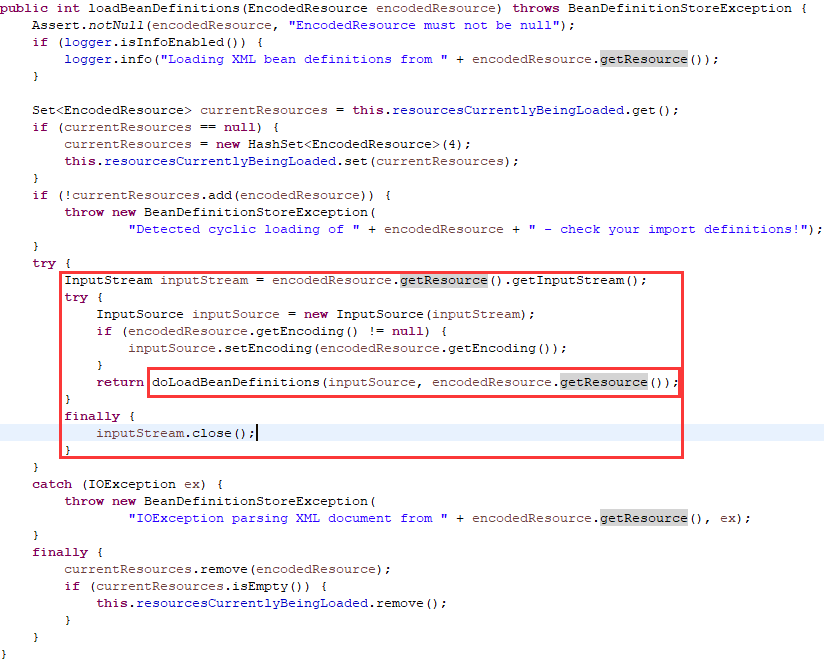 public int loadBeanDefinitions(EncodedResource encodedResource) throws BeanDefinitionStoreException {
    Assert.notNull(encodedResource, "EncodedResource must not be null");
    if (logger.isInfoEnabled()) {
        logger.info("Loading XML bean definitions from " + encodedResource.getResource());
    }

    Set<EncodedResource> currentResources = this.resourcesCurrentlyBeingLoaded.get();
    if (currentResources == null) {
        currentResources = new HashSet<EncodedResource>(4);
        this.resourcesCurrentlyBeingLoaded.set(currentResources);
    }
    if (!currentResources.add(encodedResource)) {
        throw new BeanDefinitionStoreException(
                "Detected cyclic loading of " + encodedResource + " - check your import definitions!");
    }
    try {
        InputStream inputStream = encodedResource.getResource().getInputStream();
        try {
            InputSource inputSource = new InputSource(inputStream);
            if (encodedResource.getEncoding() != null) {
                inputSource.setEncoding(encodedResource.getEncoding());
            }
            return doLoadBeanDefinitions(inputSource, encodedResource.getResource());
        }
        finally {
            inputStream.close();
        }
    }
    catch (IOException ex) {
        throw new BeanDefinitionStoreException(
                "IOException parsing XML document from " + encodedResource.getResource(), ex);
    }
    finally {
        currentResources.remove(encodedResource);
        if (currentResources.isEmpty()) {
            this.resourcesCurrentlyBeingLoaded.remove();
        }
    }
}